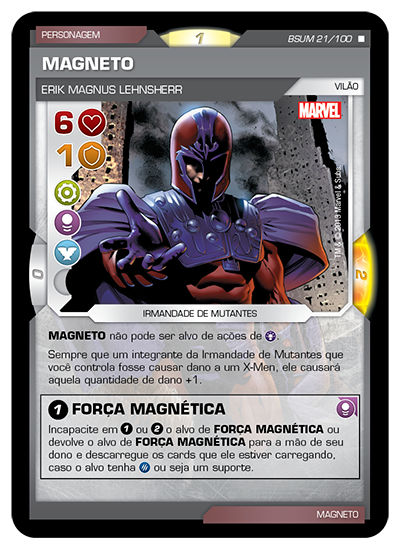 PERSONAGEM
1
BSUM 21/100
MAGNETO
ERIK MAGNUS LEHNSHERR
VILÃO
6
MARVEL
1
TM & © 2013 Marvel & Subs.
0
2
IRMANDADE DE MUTANTES
MAGNETO não pode ser alvo de ações de .
Sempre que um integrante da Irmandade de Mutantes que
você controla fosse causar dano a um X-Men, ele causará
aquela quantidade de dano +1.
1 FORÇA MAGNÉTICA
Incapacite em 1 ou 2 o alvo de FORÇA MAGNÉTICA ou
devolve o alvo de FORÇA MAGNÉTICA para a mão de seu
dono e descarregue os cards que ele estiver carregando,
caso o alvo tenha ou seja um suporte.
MAGNETO